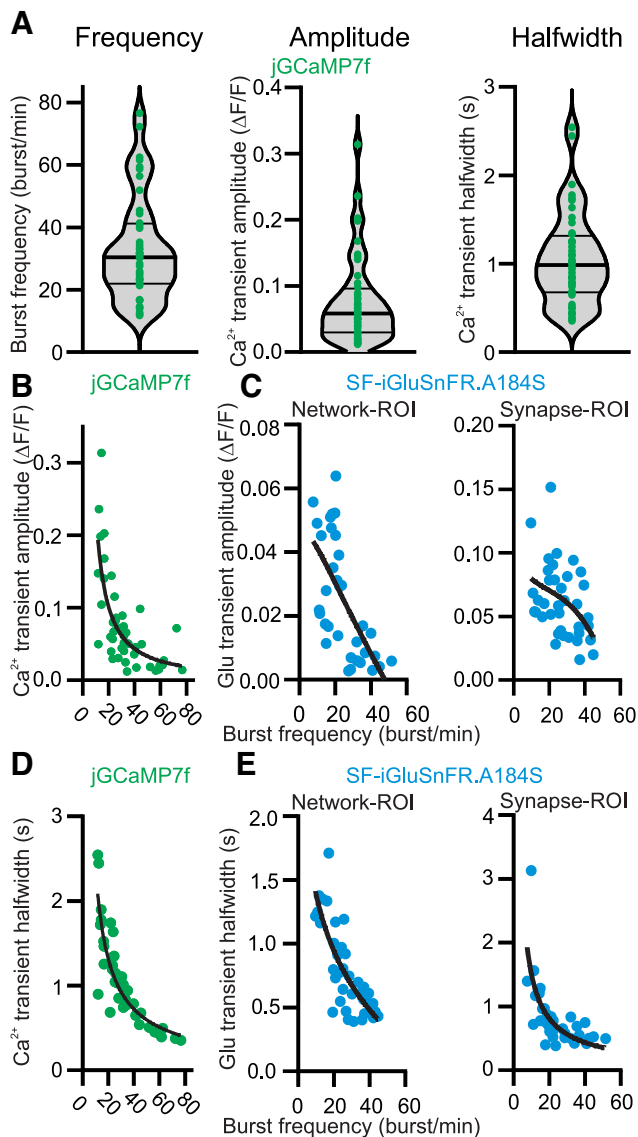 A
Frequency
Amplitude
Halfwidth
jGCaMP7f
Burst frequency (burst/min)
80
60
40
20
0
Ca²⁺ transient amplitude (ΔF/F)
0.4
0.3
0.2
0.1
0.0
Ca²⁺ transient halfwidth (s)
3
2
1
0
B
jGCaMP7f
Ca²⁺ transient amplitude (ΔF/F)
0.3
0.2
0.1
0.0
20 40 60 80
C
SF-iGluSnFR.A184S
Network-ROI
Synapse-ROI
Glu transient amplitude (ΔF/F)
0.08
0.06
0.04
0.02
0.00
0 20 40 60
0.20
0.15
0.10
0.05
0.00
0 20 40 60
Burst frequency (burst/min)
D
jGCaMP7f
Ca²⁺ transient halfwidth (s)
3
2
1
0
20 40 60 80
E
SF-iGluSnFR.A184S
Network-ROI
Synapse-ROI
Glu transient halfwidth (s)
2.0
1.5
1.0
0.5
0.0
0 20 40 60
4
3
2
1
0
0 20 40 60
Burst frequency (burst/min)